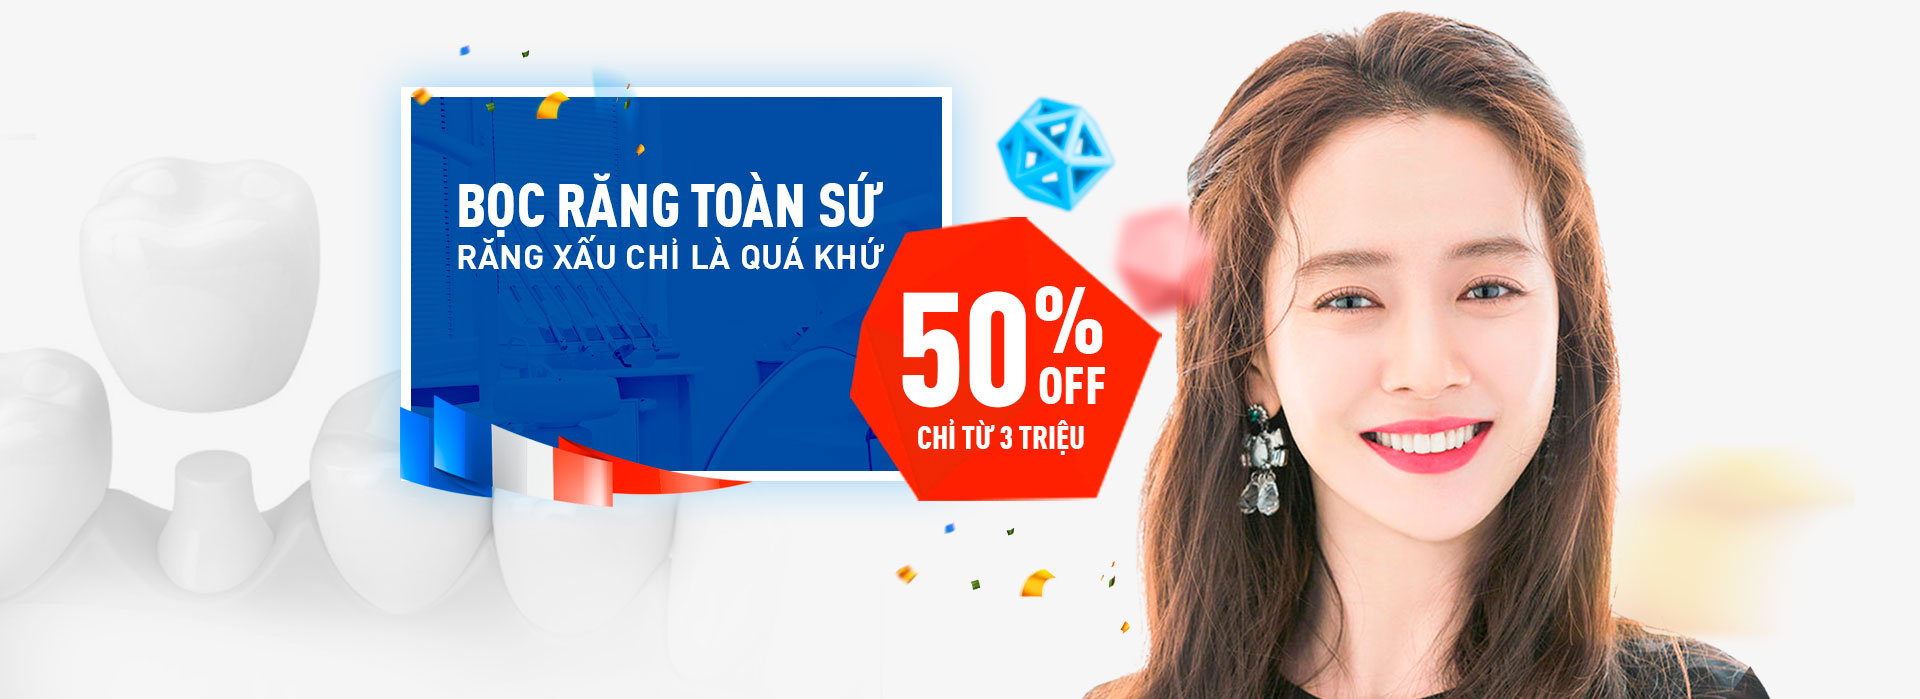 BỌC RĂNG TOÀN SỨ
RĂNG XẤU CHỈ LÀ QUÁ KHỨ
50%
OFF
CHỈ TỪ 3 TRIỆU